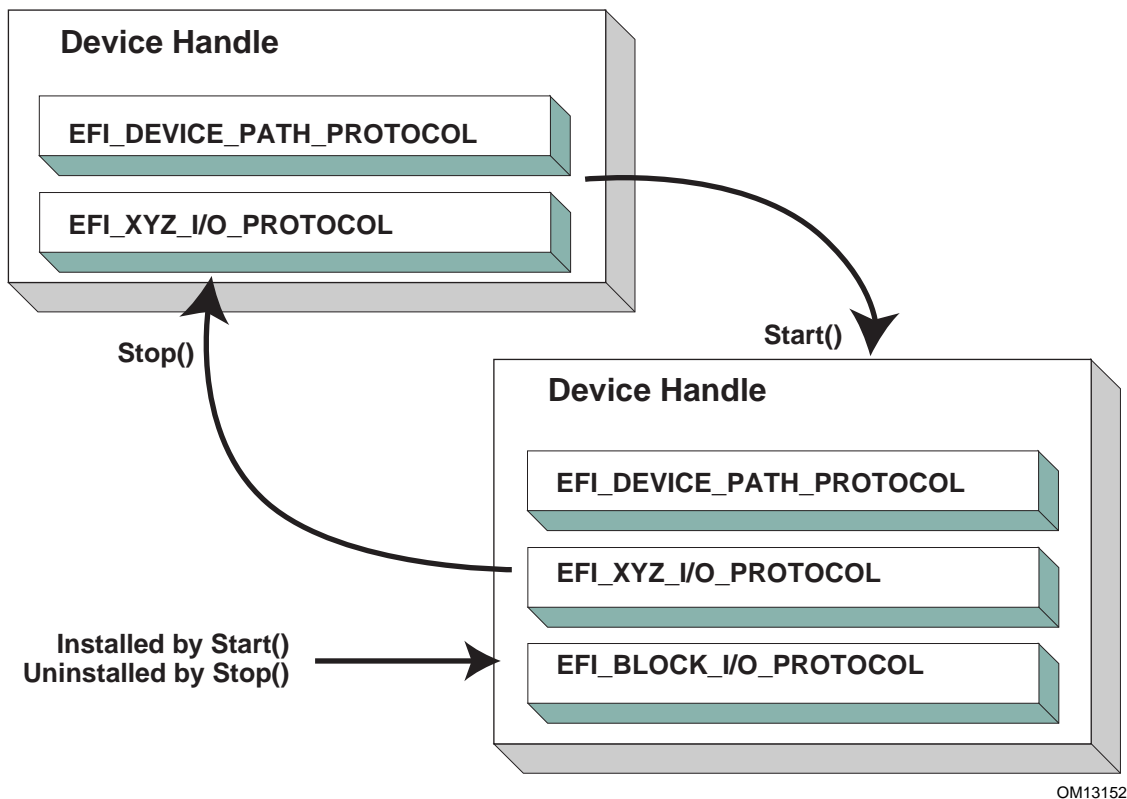 Device Handle
EFI_DEVICE_PATH_PROTOCOL
EFI_XYZ_I/O_PROTOCOL
Stop()
Start()
Device Handle
EFI_DEVICE_PATH_PROTOCOL
EFI_XYZ_I/O_PROTOCOL
Installed by Start()
Uninstalled by Stop()
EFI_BLOCK_I/O_PROTOCOL
OM13152